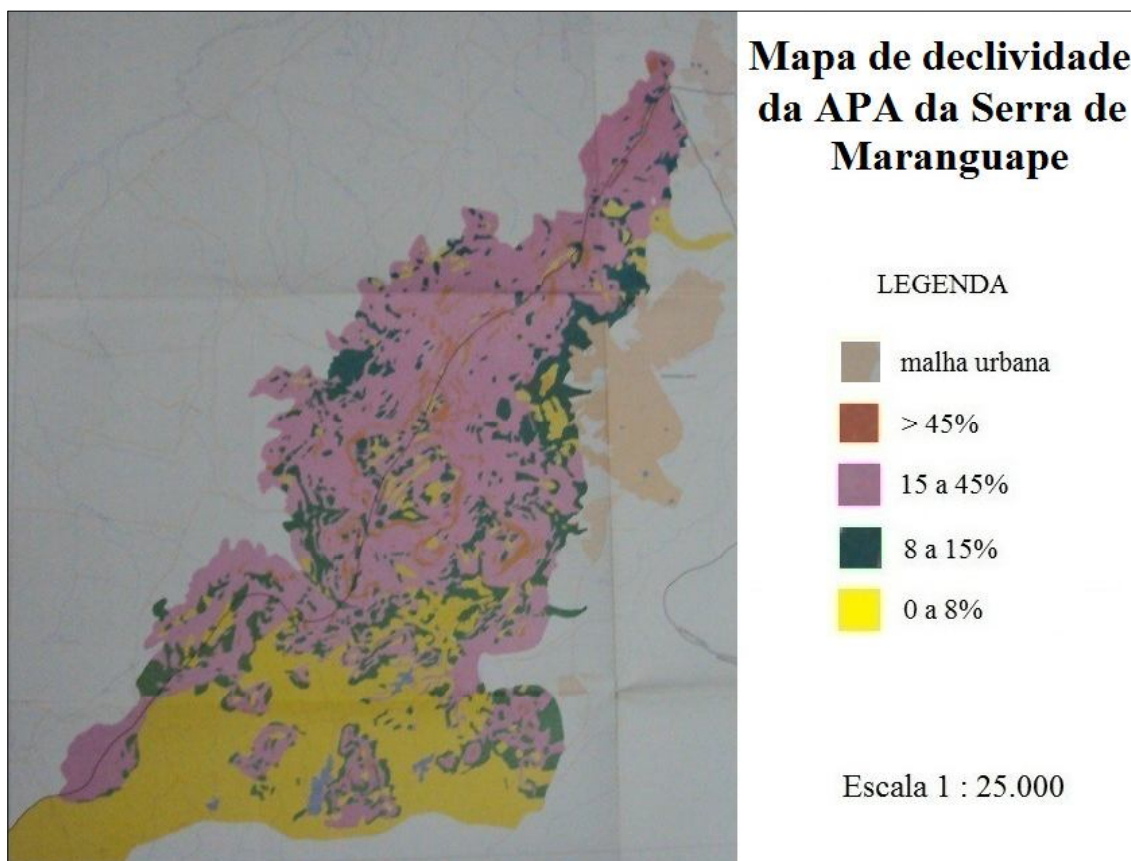 Mapa de declividade
da APA da Serra de
Maranguape
LEGENDA
malha urbana
> 45%
15 a 45%
8 a 15%
0 a 8%
Escala 1 : 25.000